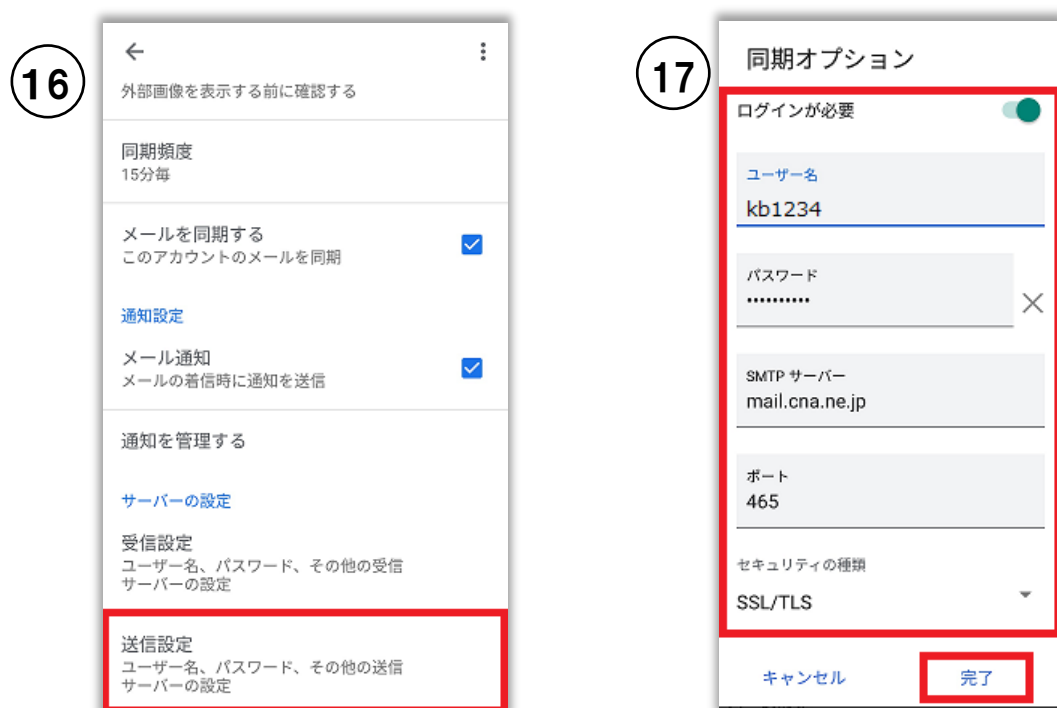 16
外部画像を表示する前に確認する
同期頻度
15分毎
メールを同期する
このアカウントのメールを同期
通知設定
メール通知
メールの着信時に通知を送信
通知を管理する
サーバーの設定
受信設定
ユーザー名、パスワード、その他の受信
サーバーの設定
送信設定
ユーザー名、パスワード、その他の送信
サーバーの設定
17
同期オプション
ログインが必要
ユーザー名
kb1234
パスワード
••••••••••
SMTP サーバー
mail.cna.ne.jp
ポート
465
セキュリティの種類
SSL/TLS
キャンセル
完了